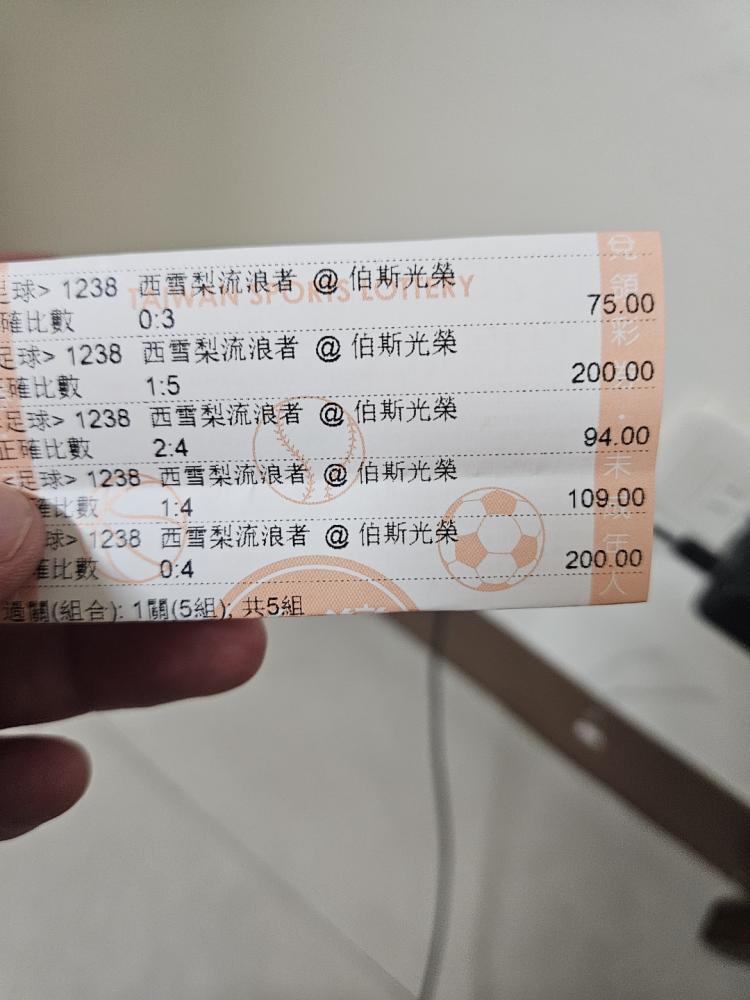 足球> 1238 西雪梨流浪者 @ 伯斯光榮
TAIWAN SPORTS LOTTERY
正確比數 0:3 75.00
足球> 1238 西雪梨流浪者 @ 伯斯光榮
正確比數 1:5 200.00
足球> 1238 西雪梨流浪者 @ 伯斯光榮
正確比數 2:4 94.00
<足球> 1238 西雪梨流浪者 @ 伯斯光榮
確比數 1:4 109.00
球> 1238 西雪梨流浪者 @ 伯斯光榮
確比數 0:4 200.00
過關(組合): 1關(5組); 共5組
兌領彩
未
年人